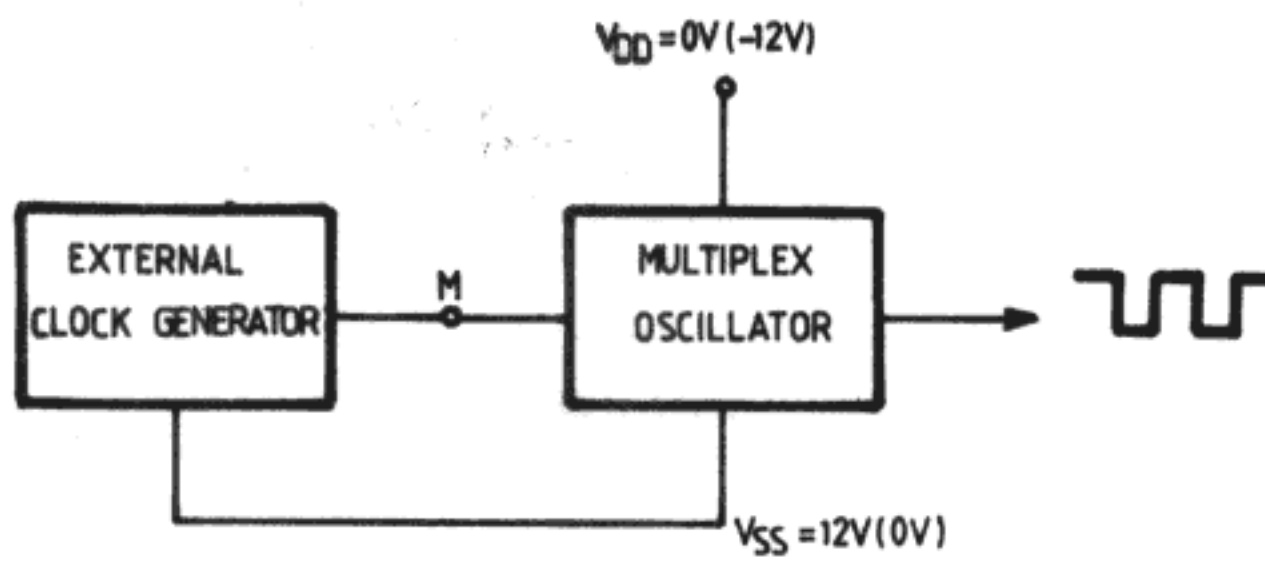 VDD=0V(-12V)
EXTERNAL
CLOCK GENERATOR
M
MULTIPLEX
OSCILLATOR
VSS=12V(0V)